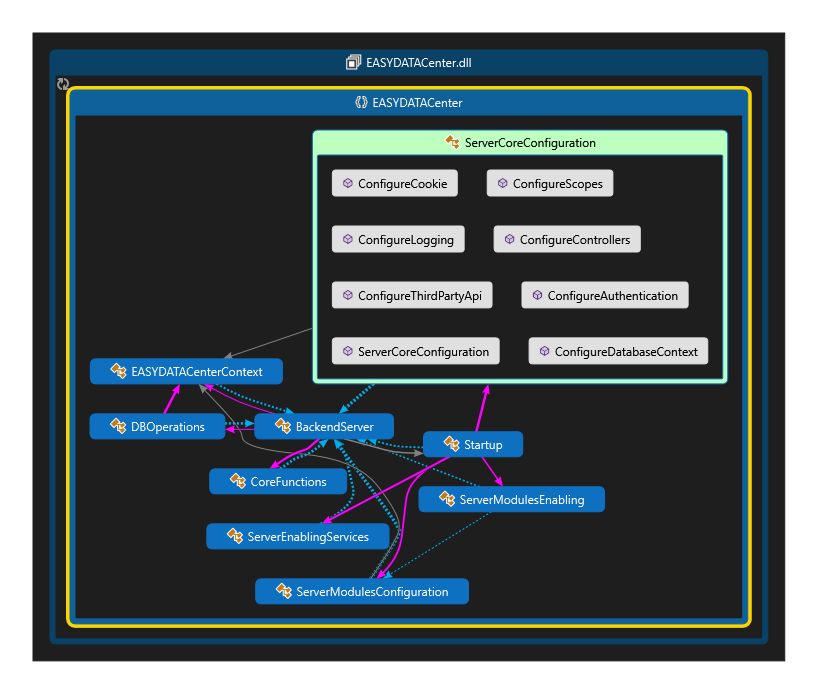 EASYDATACenter.dll
EASYDATACenter
ServerCoreConfiguration
ConfigureCookie
ConfigureScopes
ConfigureLogging
ConfigureControllers
ConfigureThirdPartyApi
ConfigureAuthentication
ServerCoreConfiguration
ConfigureDatabaseContext
EASYDATACenterContext
DBOperations
BackendServer
Startup
CoreFunctions
ServerModulesEnabling
ServerEnablingServices
ServerModulesConfiguration